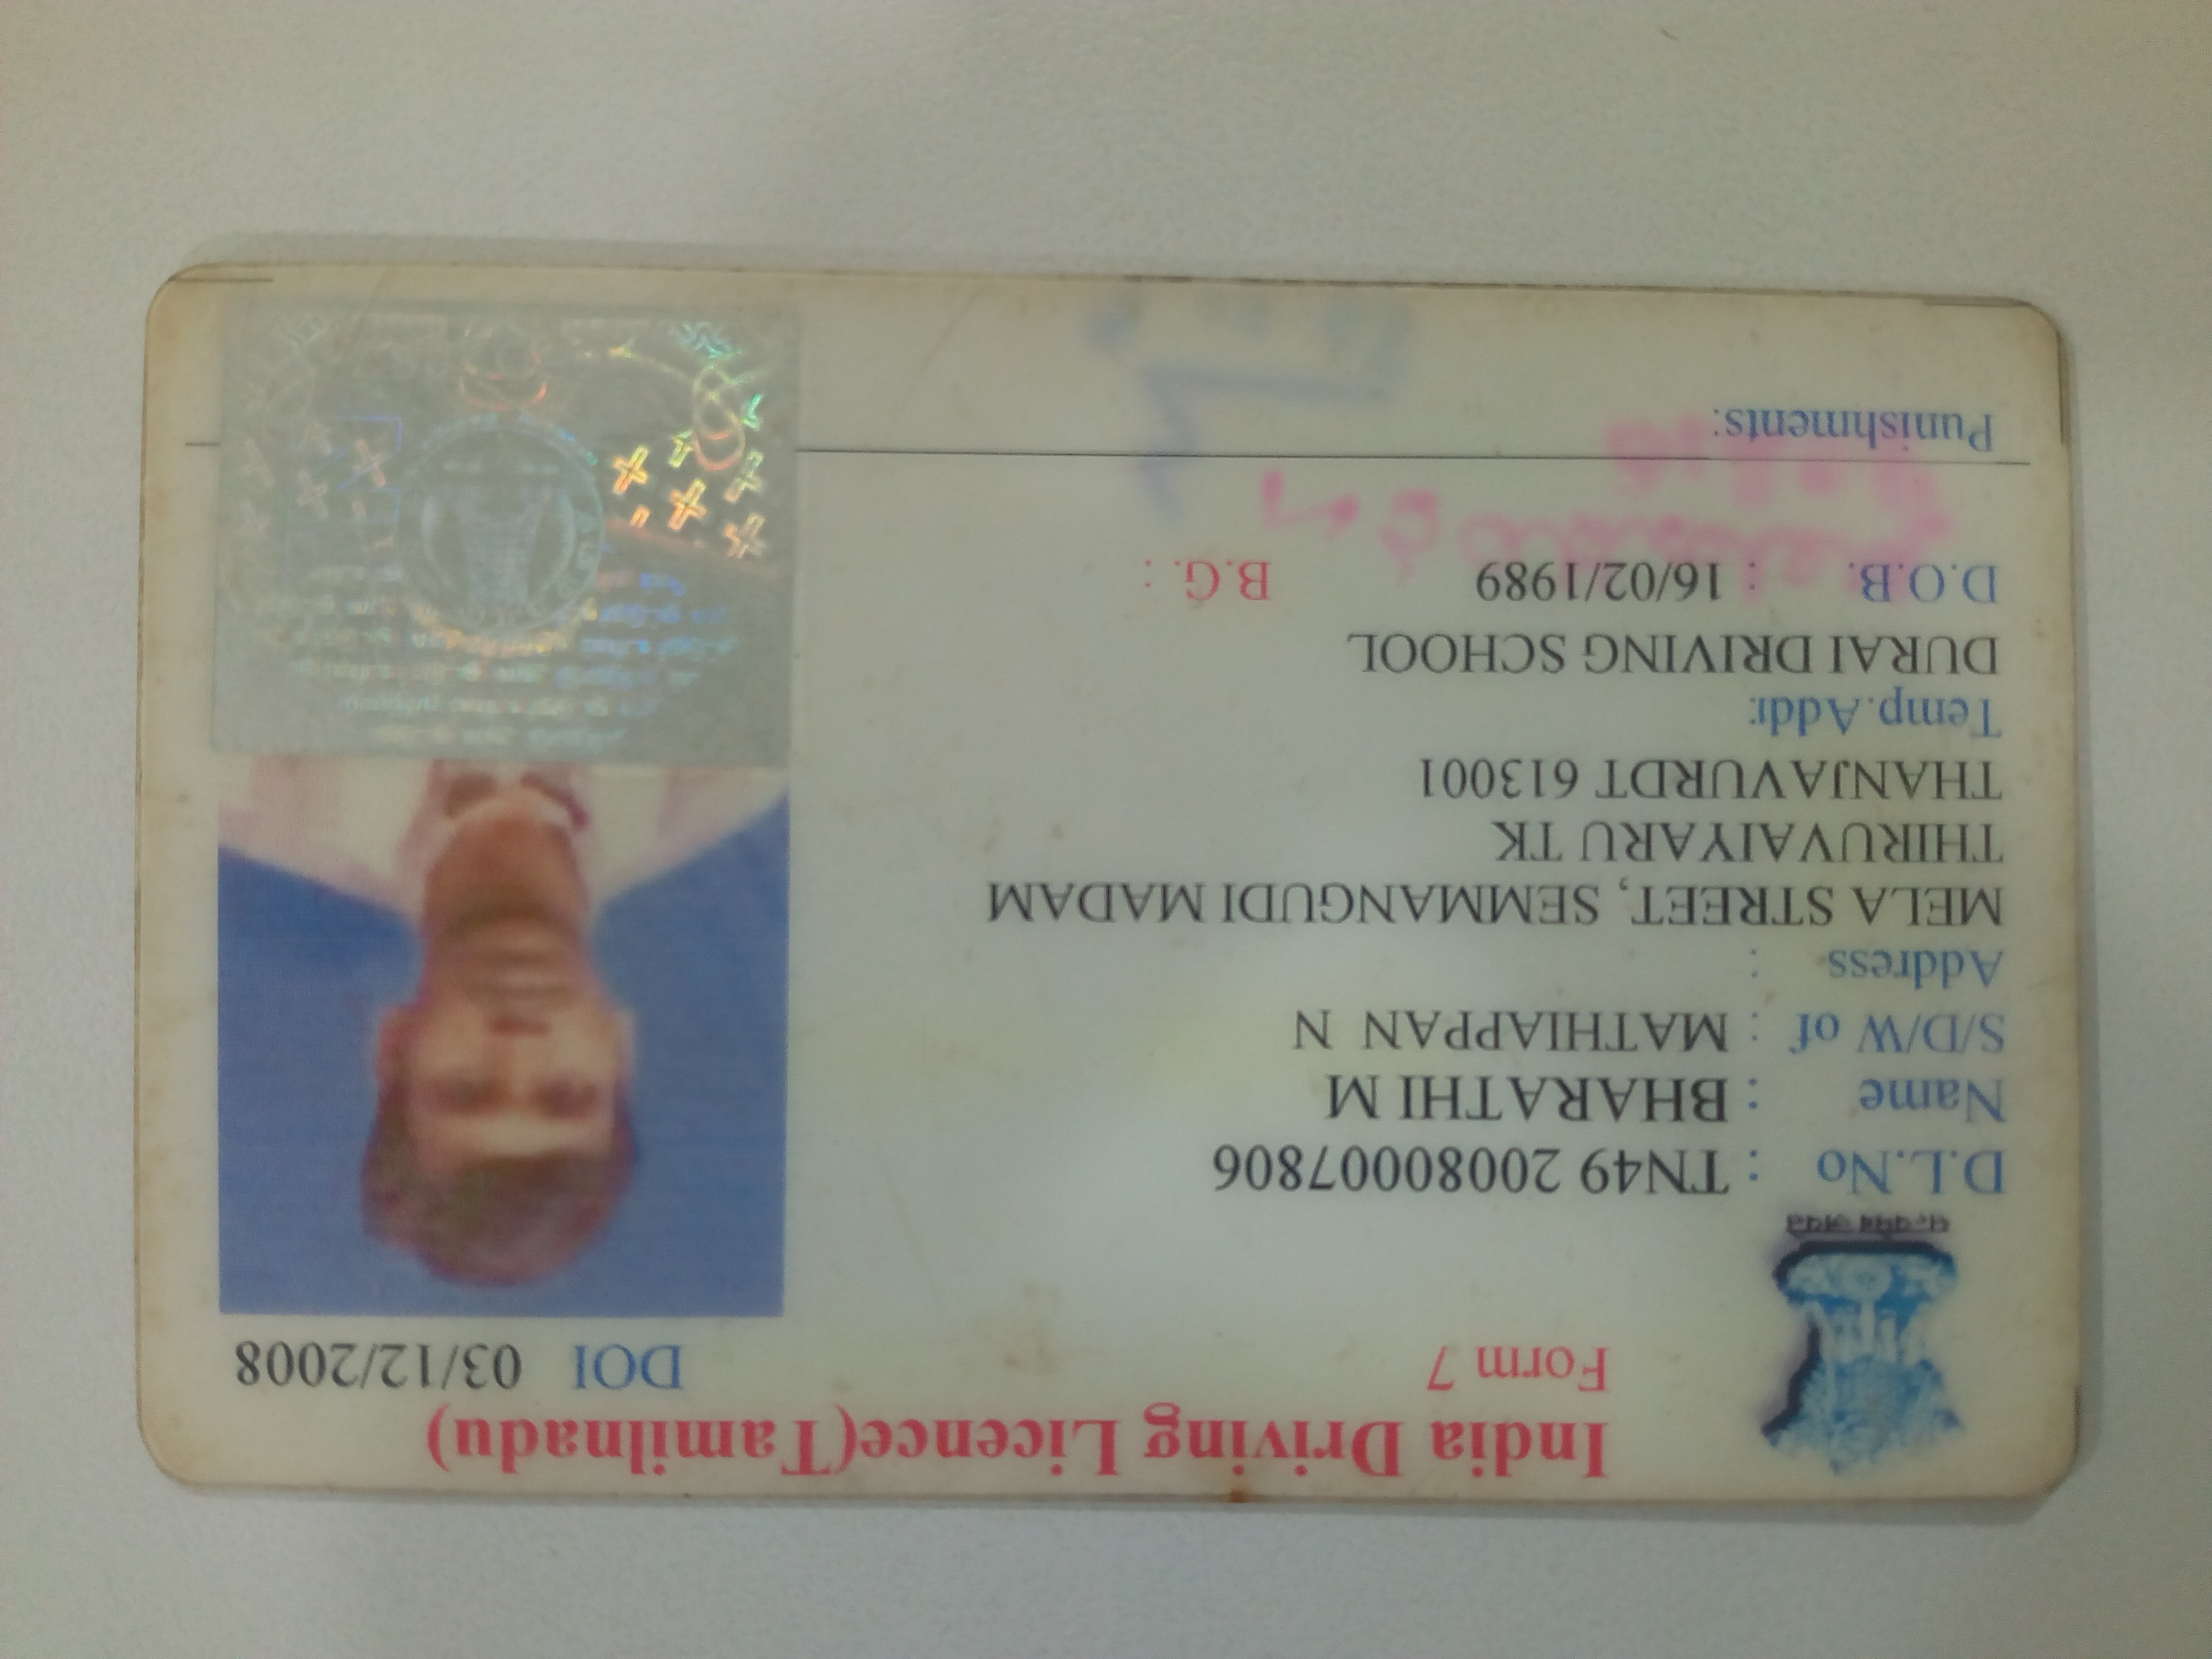 India Driving Licence(Tamilnadu)
Form 7
DOI 03/12/2008
D.L.No : TN49 20080007806
Name : BHARATHI M
S/D/W of : MATHIAPPAN N
Address :
MELA STREET, SEMMANGUDI MADAM
THIRUVAIYARU TK
THANJAVURDT 613001
Temp.Addr:
DURAI DRIVING SCHOOL
D.O.B. : 16/02/1989 B.G. :
Punishments: